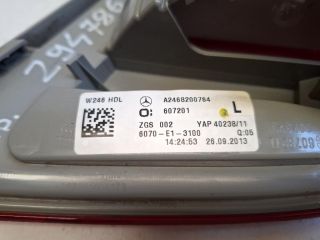 294786
W246 HDL A2468200764
O: 607201 L
ZGS 002 YAP 40238/11
6070-E1-3100 Q:05
14:24:53 26.09.2013